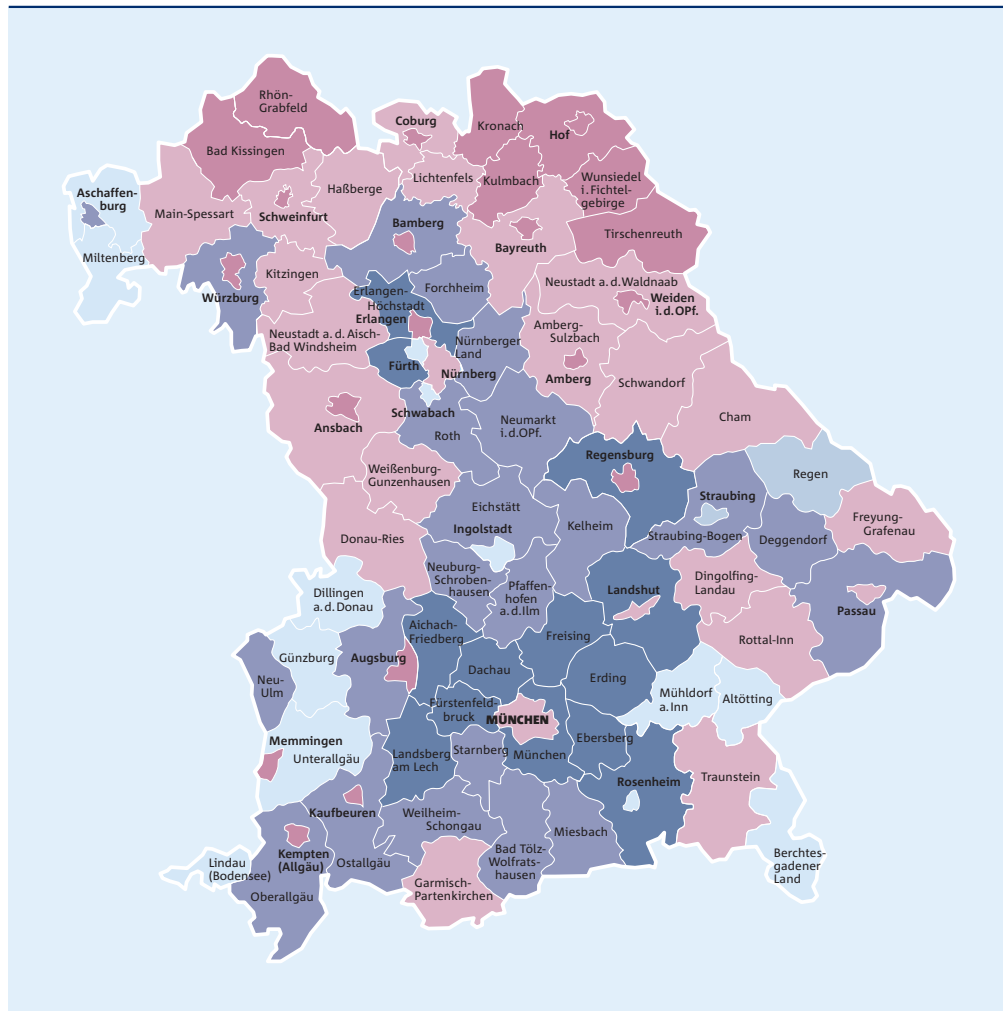 Rhön-
Grabfeld
Coburg
Kronach
Hof
Bad Kissingen
Lichtenfels
Kulmbach
Wunsiedel
i. Fichtel-
gebirge
Haßberge
Aschaffen-
burg
Main-Spessart
Schweinfurt
Bamberg
Tirschenreuth
Bayreuth
Miltenberg
Kitzingen
Forchheim
Neustadt a. d. Waldnaab
Erlangen-
Höchstadt
Würzburg
Weiden
i.d.OPf.
Erlangen
Neustadt a. d. Aisch-
Bad Windsheim
Amberg-
Sulzbach
Nürnberger
Land
Fürth
Nürnberg
Amberg
Schwandorf
Schwabach
Ansbach
Cham
Neumarkt
i.d.OPf.
Roth
Regensburg
Weißenburg-
Gunzenhausen
Regen
Straubing
Eichstätt
Ingolstadt
Kelheim
Freyung-
Grafenau
Straubing-Bogen
Deggendorf
Donau-Ries
Neuburg-
Schroben-
hausen
Pfaffen-
hofen
a.d.Ilm
Dingolfing-
Landau
Landshut
Dillingen
a.d.Donau
Passau
Aichach-
Friedberg
Freising
Rottal-Inn
Günzburg
Augsburg
Dachau
Erding
Neu-
Ulm
Mühldorf
a.Inn
Altötting
Fürstenfeld-
bruck
MÜNCHEN
Memmingen
Unterallgäu
Landsberg
am Lech
Starnberg
München
Ebersberg
Rosenheim
Traunstein
Kaufbeuren
Weilheim-
Schongau
Miesbach
Bad Tölz-
Wolfrats-
hausen
Berchtes-
gadener
Land
Lindau
(Bodensee)
Kempten
(Allgäu)
Ostallgäu
Oberallgäu
Garmisch-
Partenkirchen